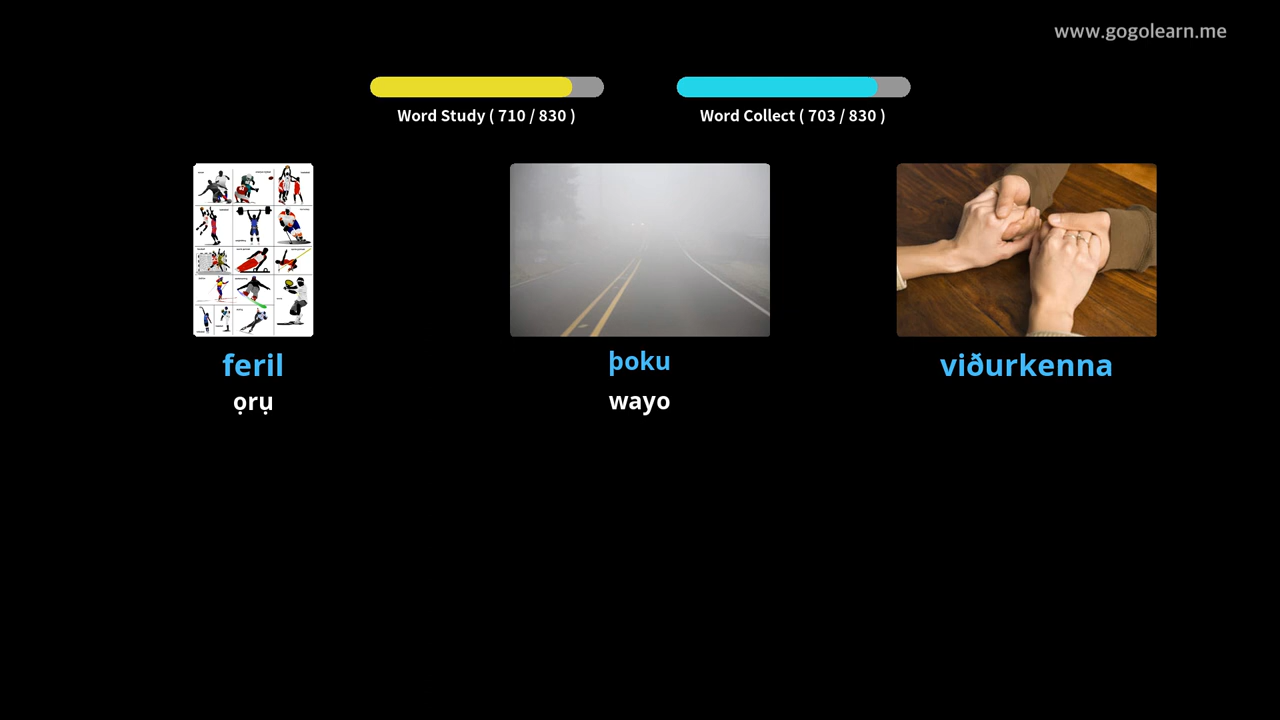 www.gogolearn.me
Word Study ( 710 / 830 )
Word Collect ( 703 / 830 )
feril
þoku
viðurkenna
ọrụ
wayo